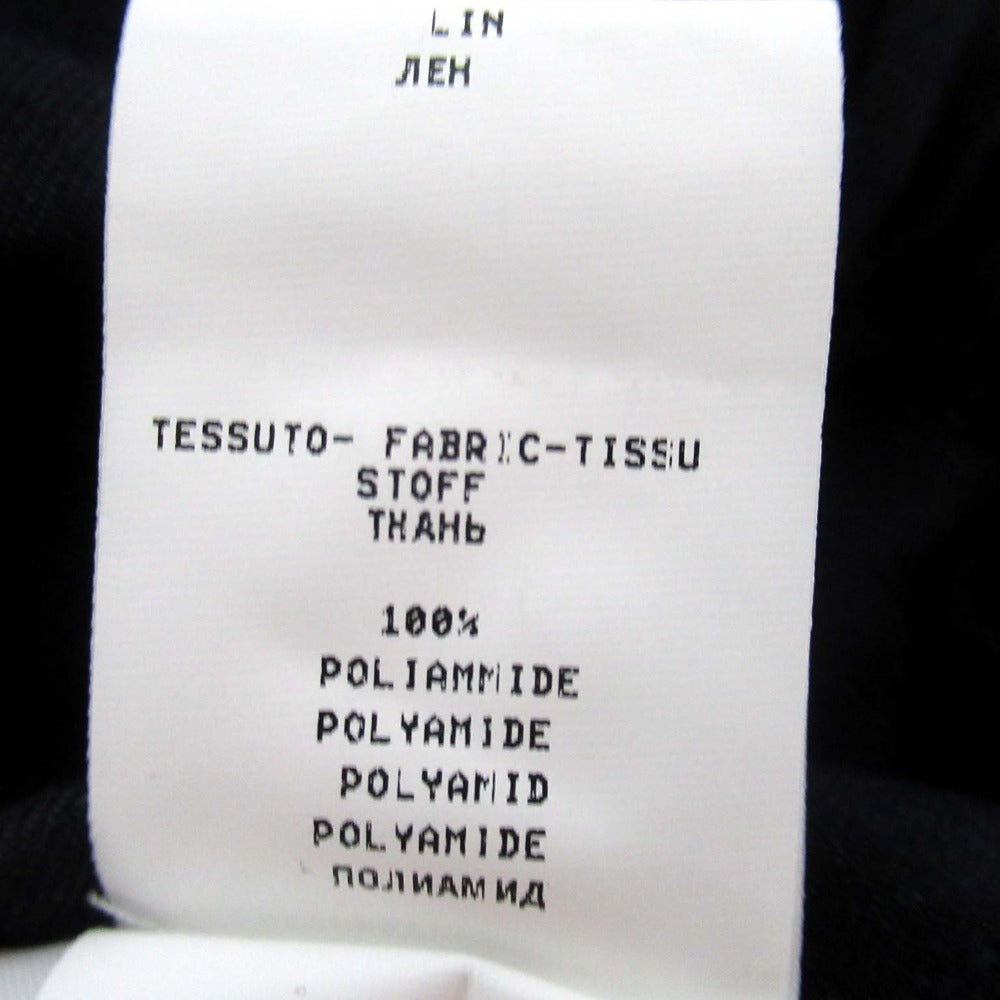 LIN
ЛЕН
TESSUTO- FABRIC-TISSU
STOFF
ТКАНЬ
100%
POLIAMMIDE
POLYAMIDE
POLYAMID
POLYAMIDE
ПОЛИАМИД